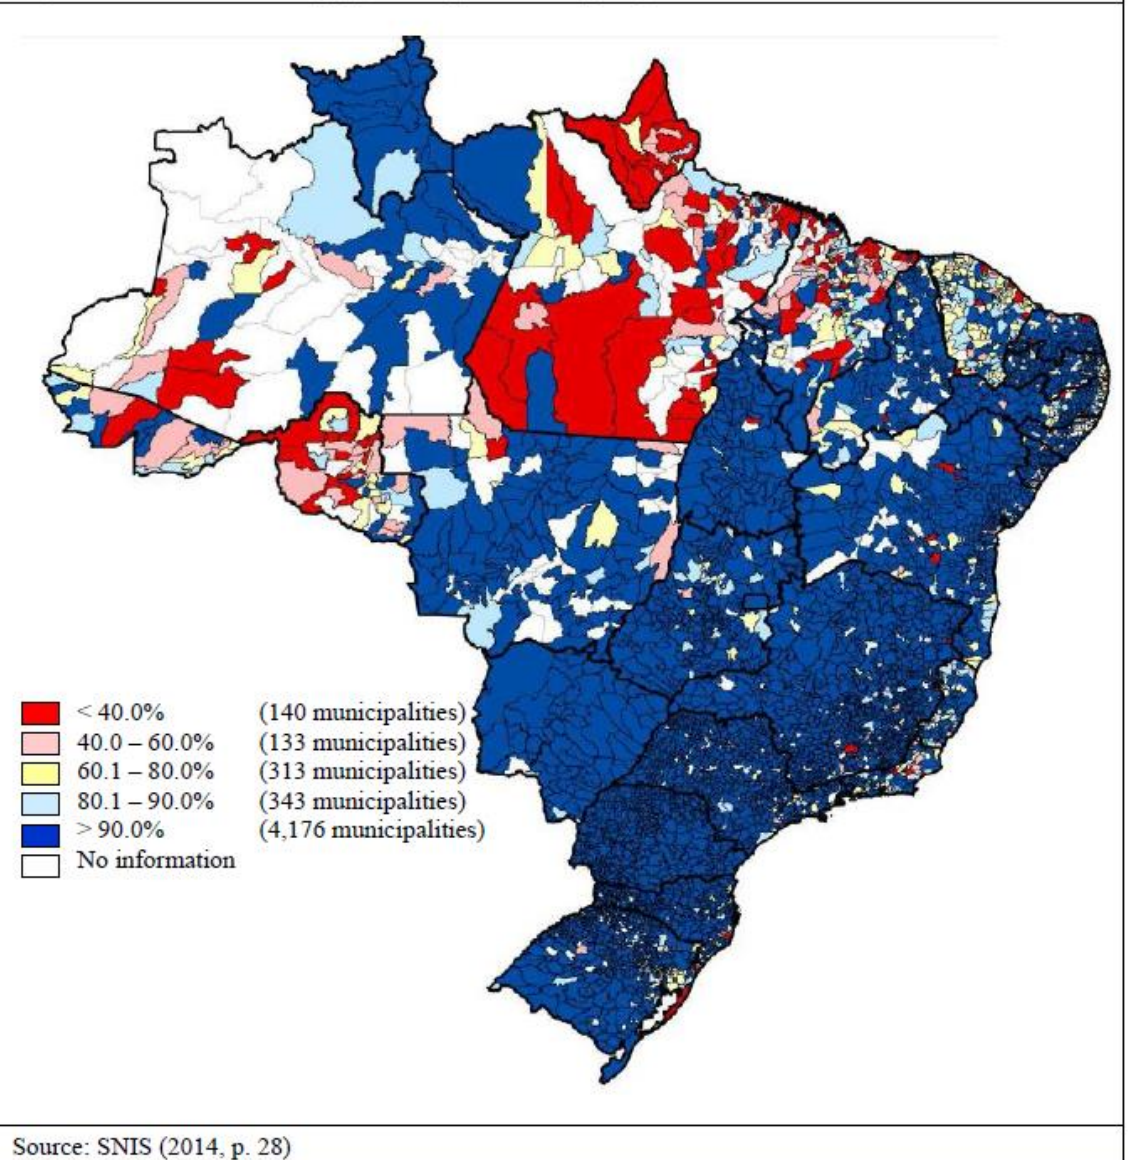 < 40.0% (140 municipalities)
40.0 – 60.0% (133 municipalities)
60.1 – 80.0% (313 municipalities)
80.1 – 90.0% (343 municipalities)
> 90.0% (4,176 municipalities)
No information
Source: SNIS (2014, p. 28)